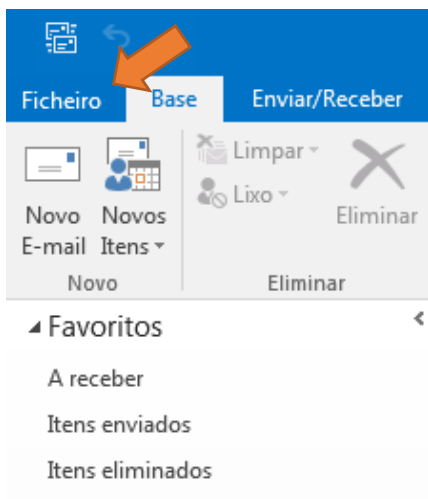 Ficheiro Base Enviar/Receber
Novo E-mail
Novos Itens
Limpar
Lixo
Eliminar
Novo
Eliminar
Favoritos
A receber
Itens enviados
Itens eliminados